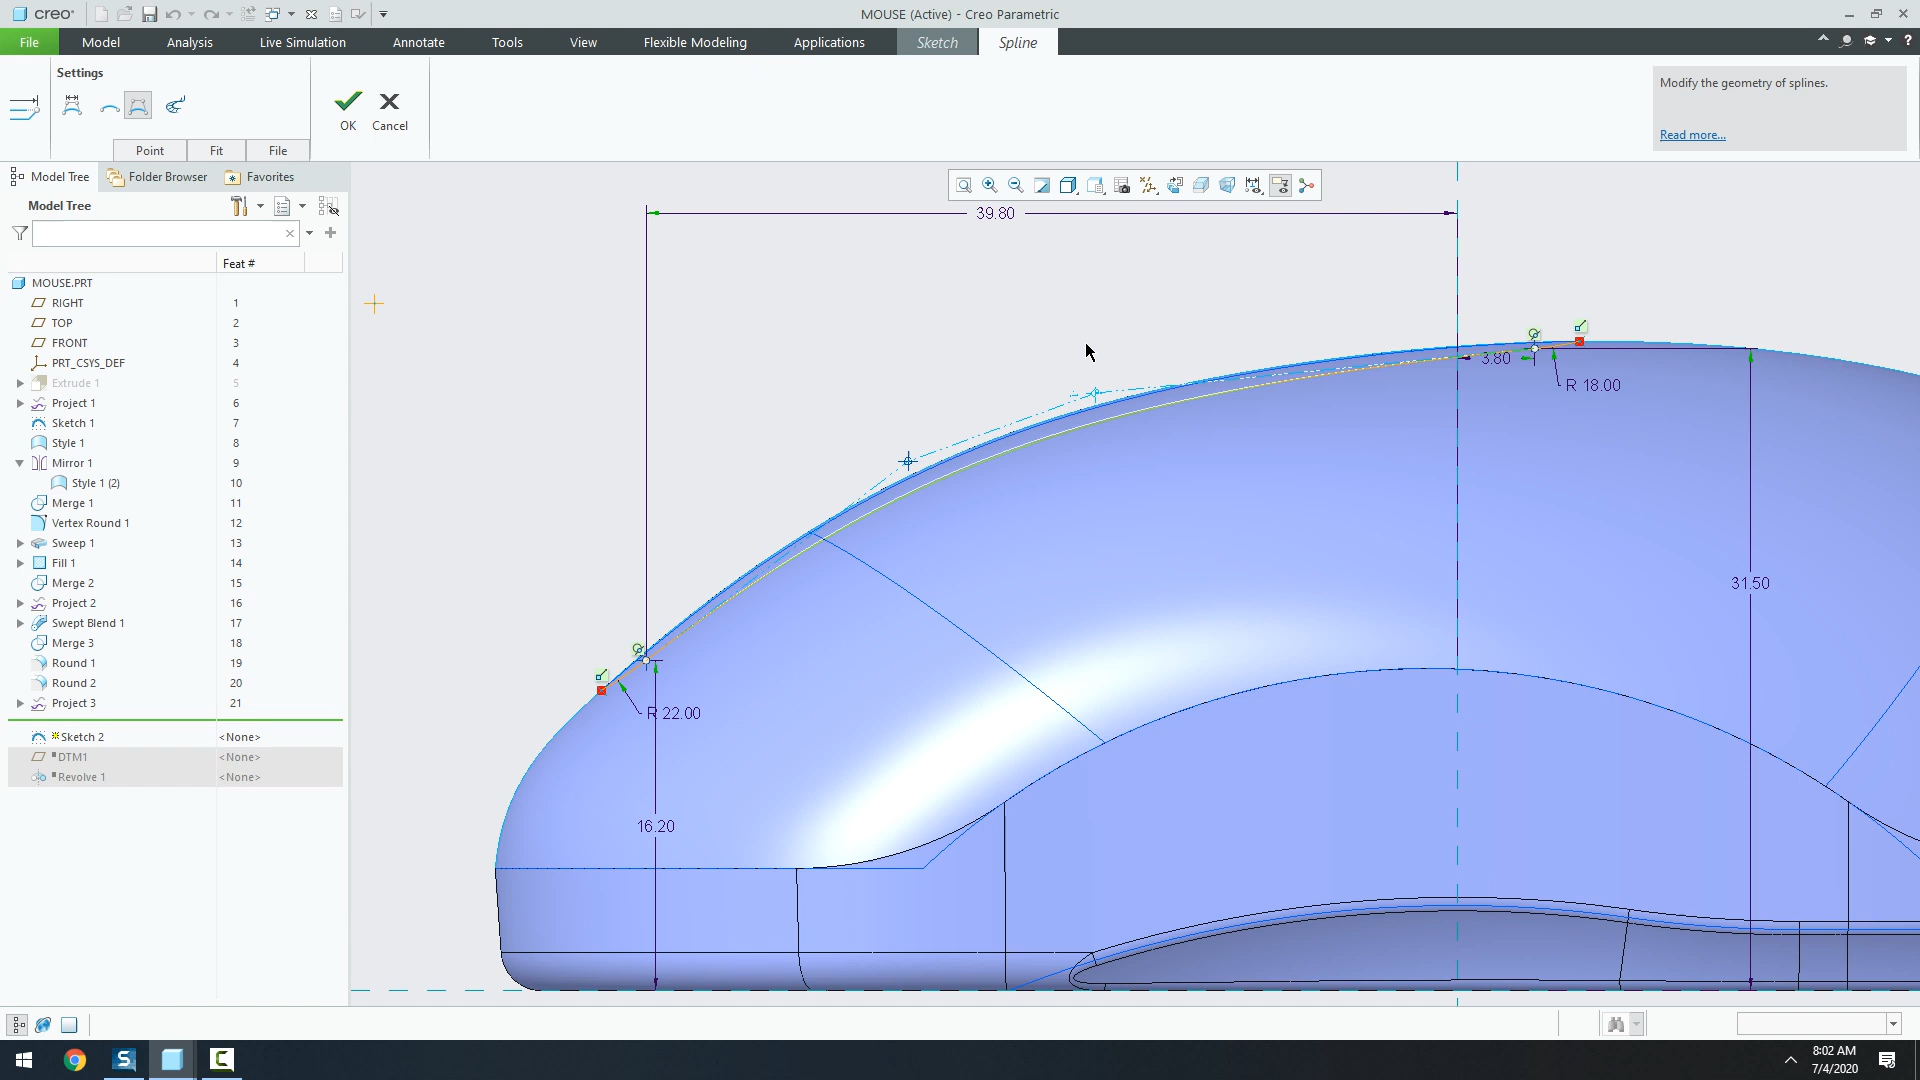 creo
MOUSE (Active) - Creo Parametric
File Model Analysis Live Simulation Annotate Tools View Flexible Modeling Applications Sketch Spline
Settings
OK Cancel
Point Fit File
Modify the geometry of splines.
Read more...
Model Tree Folder Browser Favorites
Model Tree
Feat #
MOUSE.PRT
RIGHT 1
TOP 2
FRONT 3
PRT_CSYS_DEF 4
Extrude 1 5
Project 1 6
Sketch 1 7
Style 1 8
Mirror 1 9
Style 1 (2) 10
Merge 1 11
Vertex Round 1 12
Sweep 1 13
Fill 1 14
Merge 2 15
Project 2 16
Swept Blend 1 17
Merge 3 18
Round 1 19
Round 2 20
Project 3 21
Sketch 2 <None>
DTM1 <None>
Revolve 1 <None>
39.80
3.80
R 18.00
31.50
R 22.00
16.20
8:02 AM
7/4/2020